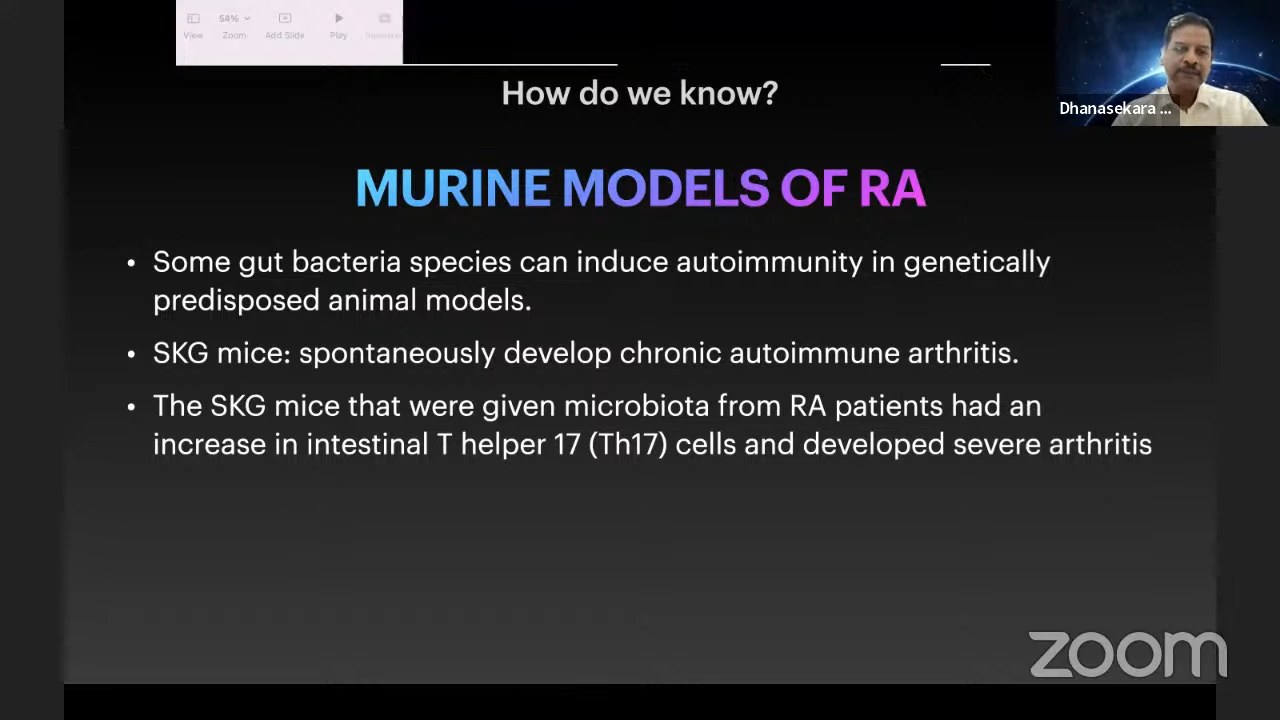 54%
View Zoom Add Slide Play
How do we know?
Dhanasekara ...
MURINE MODELS OF RA
• Some gut bacteria species can induce autoimmunity in genetically
predisposed animal models.
• SKG mice: spontaneously develop chronic autoimmune arthritis.
• The SKG mice that were given microbiota from RA patients had an
increase in intestinal T helper 17 (Th17) cells and developed severe arthritis
zoom